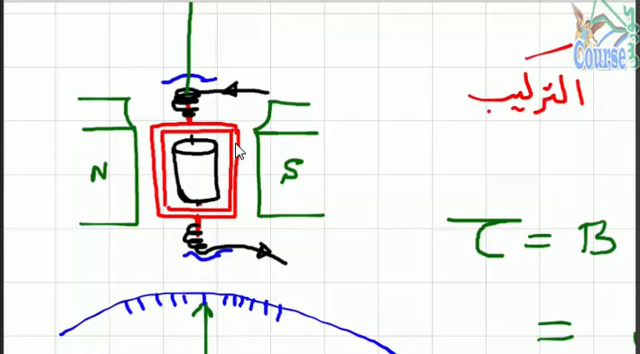 Course
التركيب
N
S
τ = B
=